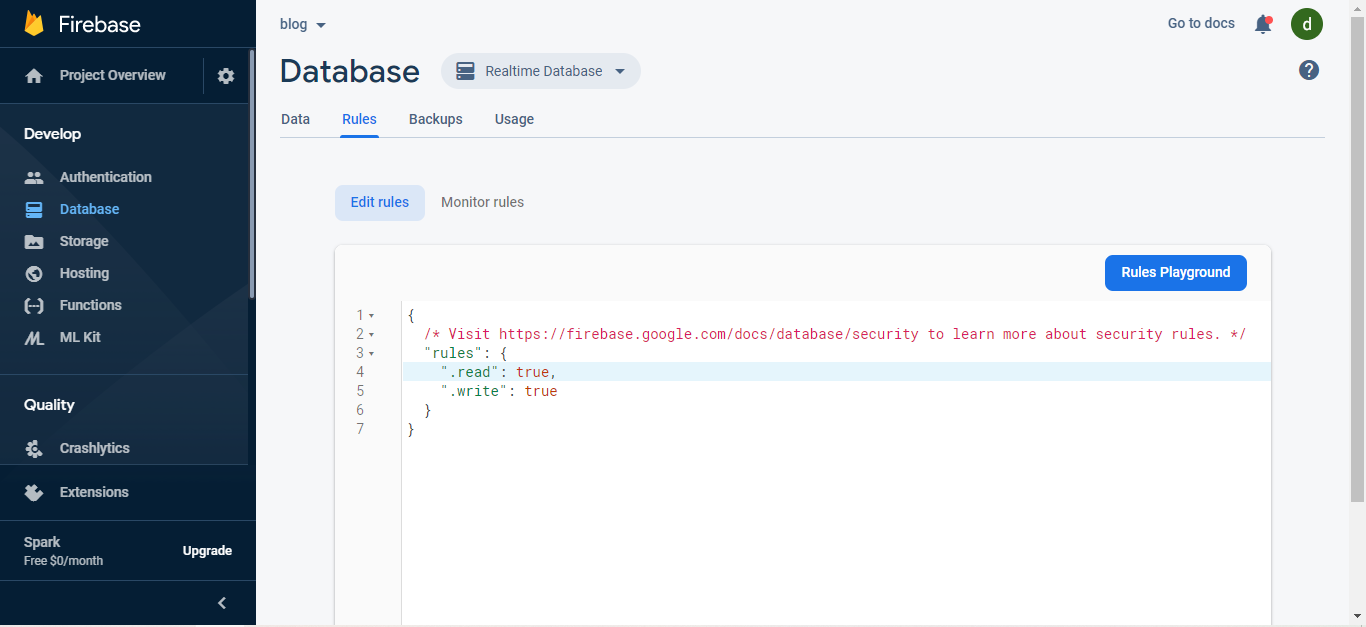 Firebase
Project Overview
Develop
Authentication
Database
Storage
Hosting
Functions
ML Kit
Quality
Crashlytics
Extensions
Spark
Free $0/month
Upgrade
blog
Go to docs
d
Database
Realtime Database
?
Data Rules Backups Usage
Edit rules Monitor rules
Rules Playground
1 {
2 /* Visit https://firebase.google.com/docs/database/security to learn more about security rules. */
3 "rules": {
4 ".read": true,
5 ".write": true
6 }
7 }